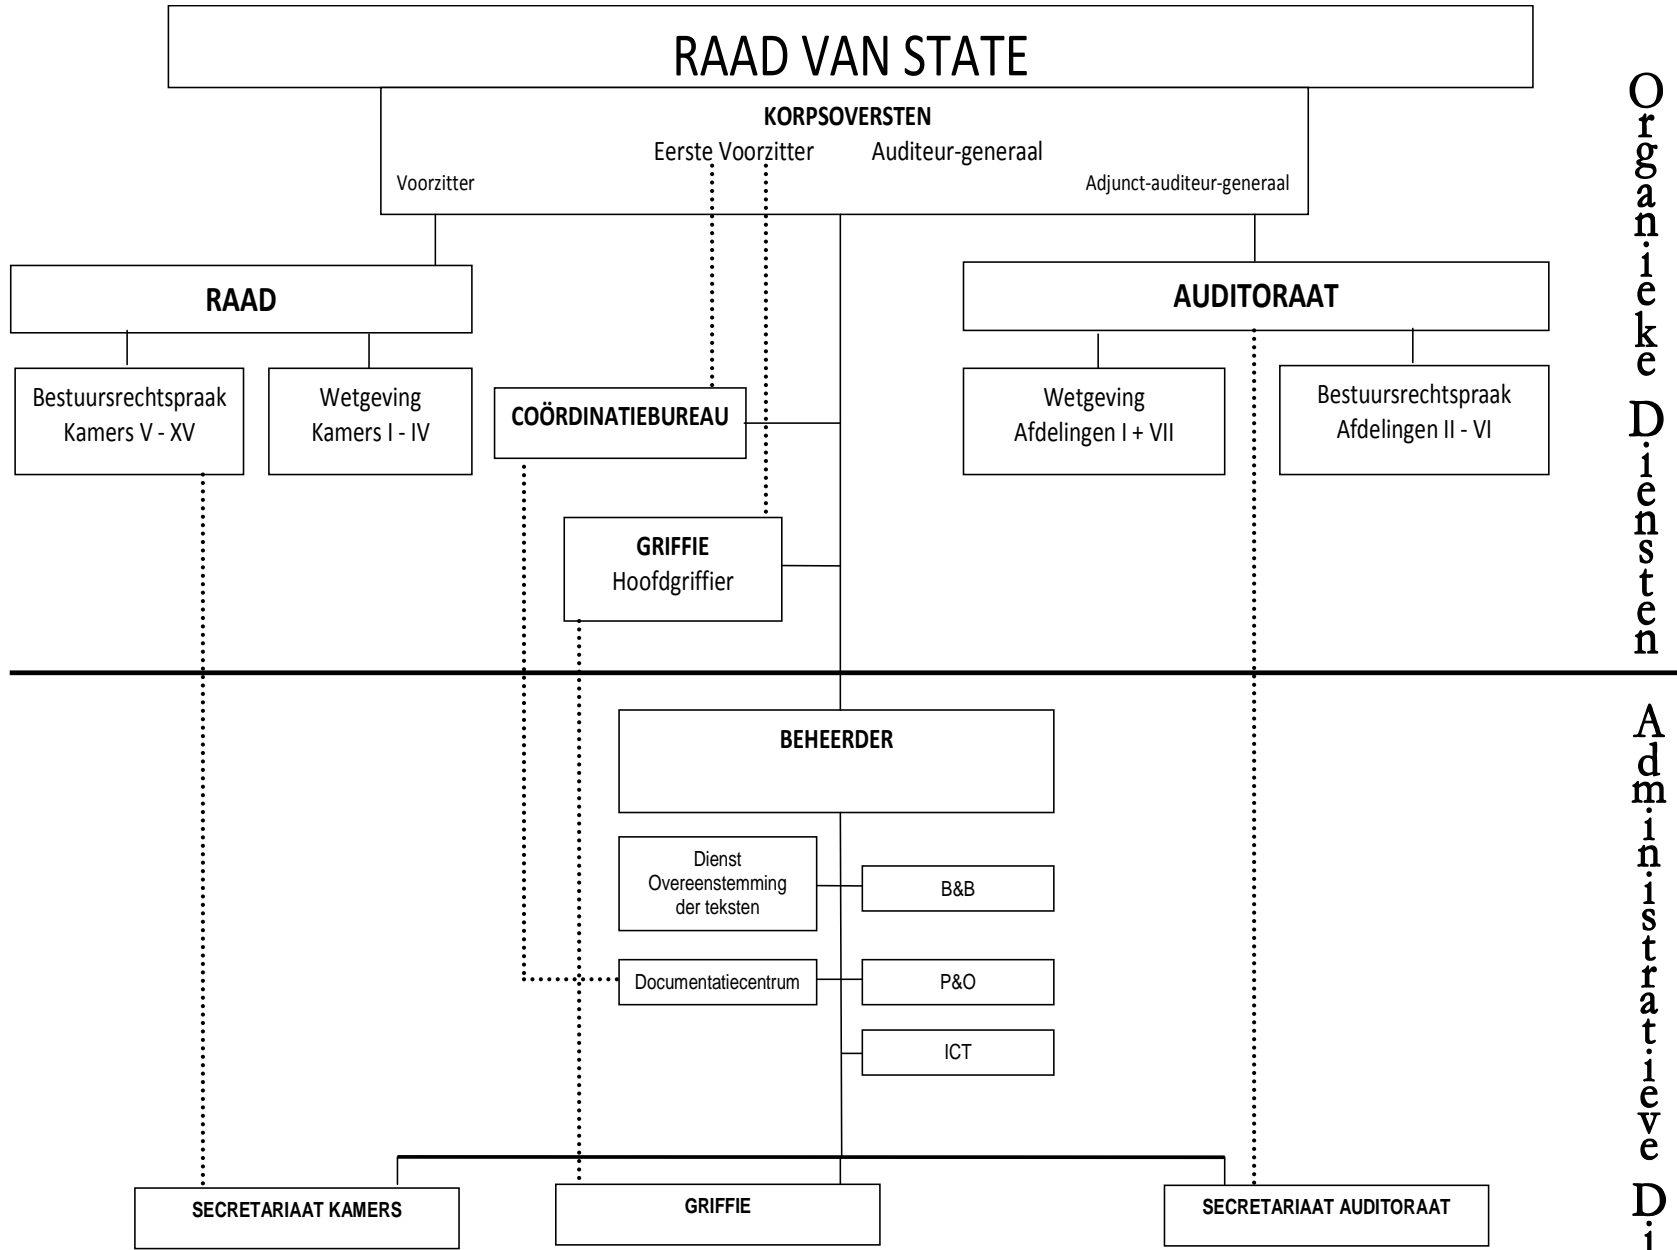 RAAD VAN STATE
KORPSOVERSTEN
Eerste Voorzitter Auditeur-generaal
Voorzitter Adjunct-auditeur-generaal
RAAD
AUDITORAAT
Bestuursrechtspraak
Kamers V - XV
Wetgeving
Kamers I - IV
COÖRDINATIEBUREAU
Wetgeving
Afdelingen I + VII
Bestuursrechtspraak
Afdelingen II - VI
GRIFFIE
Hoofdgriffier
Organieke Diensten
BEHEERDER
Dienst
Overeenstemming
der teksten
B&B
Documentatiecentrum
P&O
ICT
SECRETARIAAT KAMERS
GRIFFIE
SECRETARIAAT AUDITORAAT
Administratieve Di